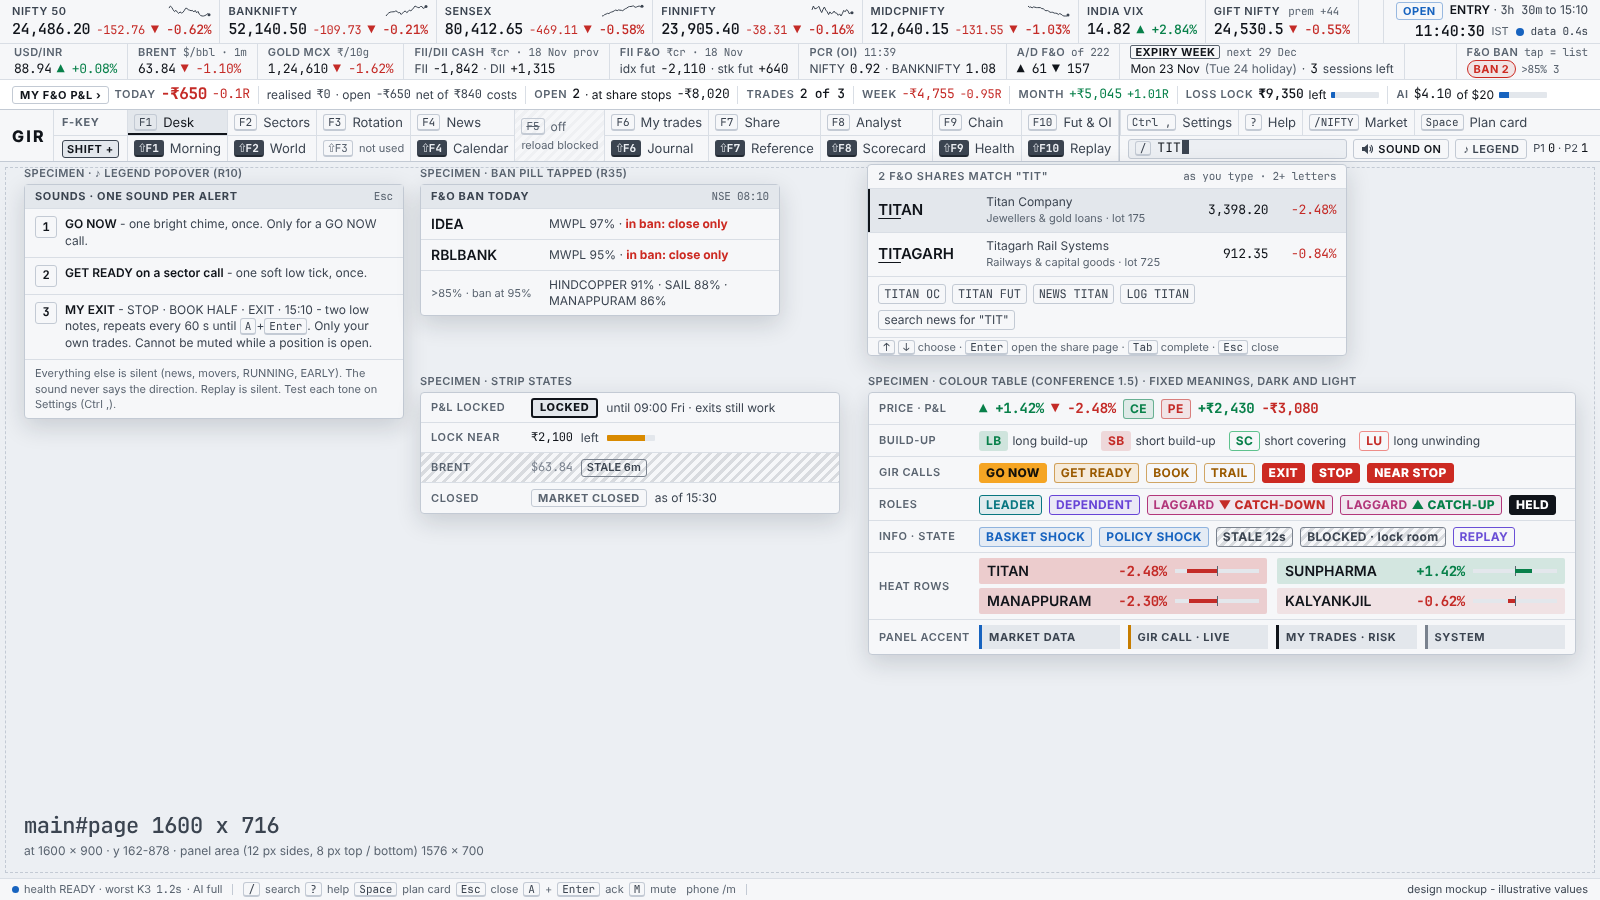 NIFTY 50
24,486.20 -152.76 ▼ -0.62%
BANKNIFTY
52,140.50 -109.73 ▼ -0.21%
SENSEX
80,412.65 -469.11 ▼ -0.58%
FINNIFTY
23,905.40 -38.31 ▼ -0.16%
MIDCPNIFTY
12,640.15 -131.55 ▼ -1.03%
INDIA VIX
14.82 ▲ +2.84%
GIFT NIFTY prem +44
24,530.5 ▼ -0.55%
OPEN ENTRY · 3h 30m to 15:10
11:40:30 IST ● data 0.4s
USD/INR
88.94 ▲ +0.08%
BRENT $/bbl · 1m
63.84 ▼ -1.10%
GOLD MCX ₹/10g
1,24,610 ▼ -1.62%
FII/DII CASH ₹cr · 18 Nov prov
FII -1,842 · DII +1,315
FII F&O ₹cr · 18 Nov
idx fut -2,110 · stk fut +640
PCR (OI) 11:39
NIFTY 0.92 · BANKNIFTY 1.08
A/D F&O of 222
▲ 61 ▼ 157
EXPIRY WEEK next 29 Dec
Mon 23 Nov (Tue 24 holiday) · 3 sessions left
F&O BAN tap = list
BAN 2 >85% 3
MY F&O P&L › TODAY -₹650 -0.1R realised ₹0 · open -₹650 net of ₹840 costs OPEN 2 · at share stops -₹8,020 TRADES 2 of 3 WEEK -₹4,755 -0.95R MONTH +₹5,045 +1.01R LOSS LOCK ₹9,350 left AI $4.10 of $20
GIR
F-KEY F1 Desk F2 Sectors F3 Rotation F4 News F5 off F6 My trades F7 Share F8 Analyst F9 Chain F10 Fut & OI Ctrl , Settings ? Help /NIFTY Market Space Plan card
SHIFT + ⇧F1 Morning ⇧F2 World ⇧F3 not used ⇧F4 Calendar reload blocked ⇧F6 Journal ⇧F7 Reference ⇧F8 Scorecard ⇧F9 Health ⇧F10 Replay / TIT SOUND ON ♪ LEGEND P1 0 · P2 1
SPECIMEN · ♪ LEGEND POPOVER (R10)
SOUNDS · ONE SOUND PER ALERT Esc
1 GO NOW - one bright chime, once. Only for a GO NOW
call.
2 GET READY on a sector call - one soft low tick, once.
3 MY EXIT - STOP · BOOK HALF · EXIT · 15:10 - two low
notes, repeats every 60 s until A + Enter . Only your
own trades. Cannot be muted while a position is open.
Everything else is silent (news, movers, RUNNING, EARLY). The
sound never says the direction. Replay is silent. Test each tone on
Settings (Ctrl ,).
SPECIMEN · BAN PILL TAPPED (R35)
F&O BAN TODAY NSE 08:10
IDEA MWPL 97% · in ban: close only
RBLBANK MWPL 95% · in ban: close only
>85% · ban at 95% HINDCOPPER 91% · SAIL 88% ·
MANAPPURAM 86%
2 F&O SHARES MATCH "TIT" as you type · 2+ letters
TITAN Titan Company 3,398.20 -2.48%
Jewellers & gold loans · lot 175
TITAGARH Titagarh Rail Systems 912.35 -0.84%
Railways & capital goods · lot 725
TITAN OC TITAN FUT NEWS TITAN LOG TITAN
search news for "TIT"
↑ ↓ choose · Enter open the share page · Tab complete · Esc close
SPECIMEN · STRIP STATES
P&L LOCKED LOCKED until 09:00 Fri · exits still work
LOCK NEAR ₹2,100 left
BRENT $63.84 STALE 6m
CLOSED MARKET CLOSED as of 15:30
SPECIMEN · COLOUR TABLE (CONFERENCE 1.5) · FIXED MEANINGS, DARK AND LIGHT
PRICE · P&L ▲ +1.42% ▼ -2.48% CE PE +₹2,430 -₹3,080
BUILD-UP LB long build-up SB short build-up SC short covering LU long unwinding
GIR CALLS GO NOW GET READY BOOK TRAIL EXIT STOP NEAR STOP
ROLES LEADER DEPENDENT LAGGARD ▼ CATCH-DOWN LAGGARD ▲ CATCH-UP HELD
INFO · STATE BASKET SHOCK POLICY SHOCK STALE 12s BLOCKED · lock room REPLAY
HEAT ROWS
TITAN -2.48% SUNPHARMA +1.42%
MANAPPURAM -2.30% KALYANKJIL -0.62%
PANEL ACCENT MARKET DATA GIR CALL · LIVE MY TRADES · RISK SYSTEM
main#page 1600 x 716
at 1600 × 900 · y 162-878 · panel area (12 px sides, 8 px top / bottom) 1576 × 700
● health READY · worst K3 1.2s · AI full / search ? help Space plan card Esc close A + Enter ack M mute phone /m design mockup - illustrative values